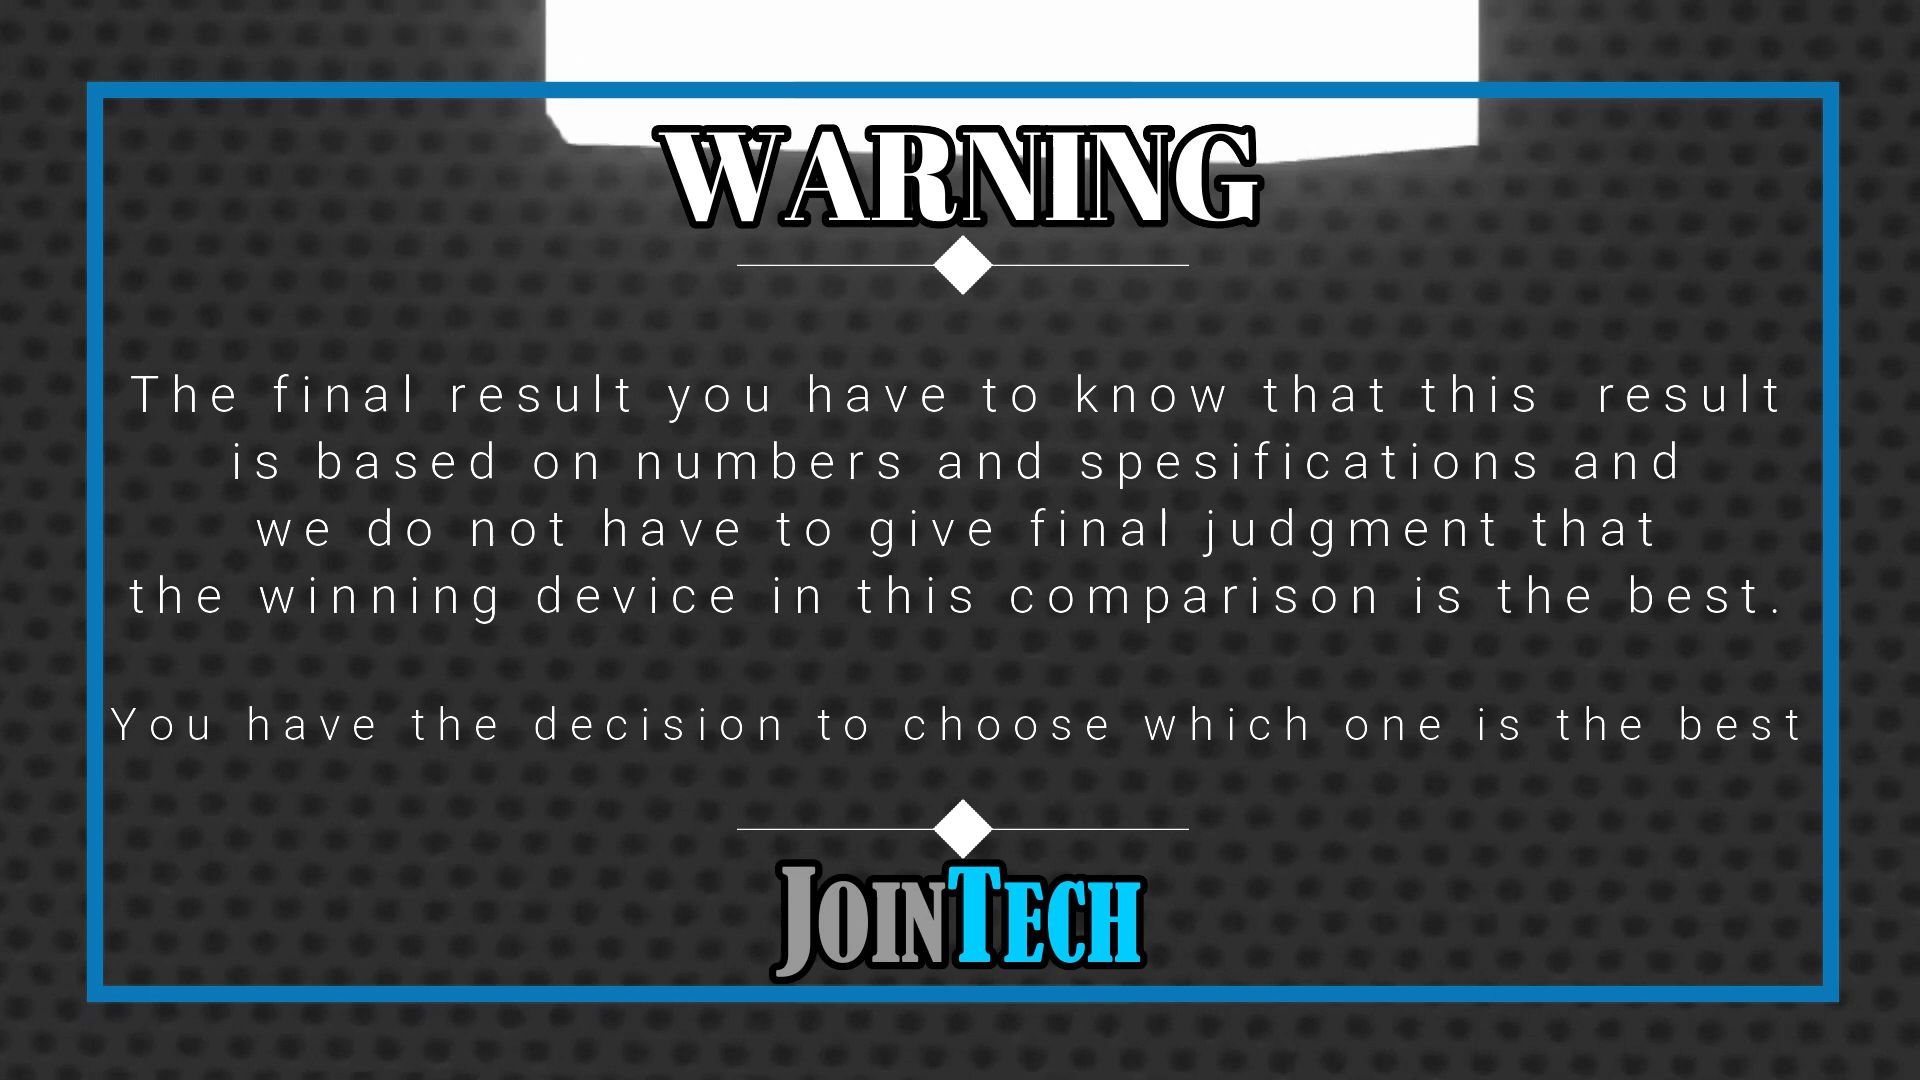 WARNING
The final result you have to know that this result
is based on numbers and spesifications and
we do not have to give final judgment that
the winning device in this comparison is the best.
You have the decision to choose which one is the best
JOINTECH